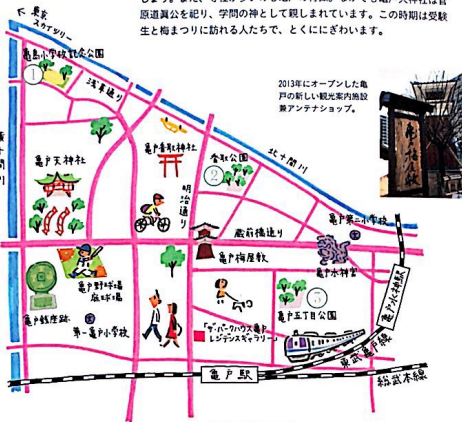 原道真公を祀り、学問の神として親しまれています。この時期は受験
生と梅まつりに訪れる人たちで、とくににぎわいます。
2013年にオープンした亀
戸の新しい観光案内施設
兼アンテナショップ。
東京
スカイツリー
亀島小学校記念公園
①
浅草通り
亀戸天神社
亀戸香取神社
明治通り
香取公園
②
北十間川
蔵前橋通り
亀戸第二小学校
亀戸梅屋敷
亀戸水神宮
亀戸水神駅
亀戸野球場
庭球場
亀戸銭座跡
第一亀戸小学校
③
亀戸三丁目公園
「ザ・パークハウス亀戸
レジデンスギャラリー」
東武亀戸線
亀戸駅
総武本線